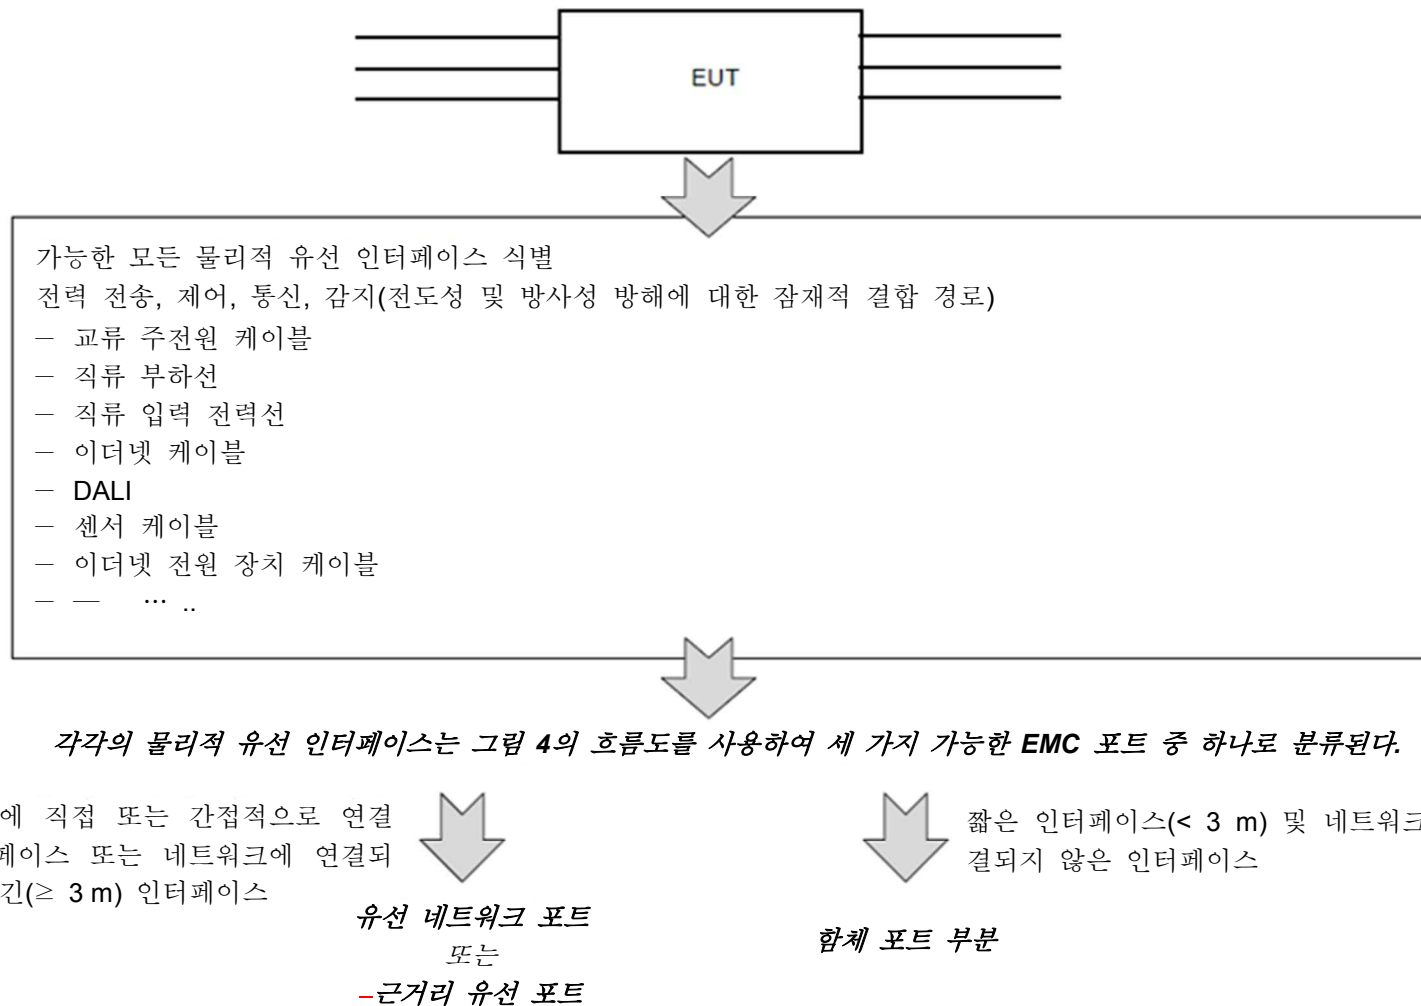 EUT
가능한 모든 물리적 유선 인터페이스 식별
전력 전송, 제어, 통신, 감지(전도성 및 방사성 방해에 대한 잠재적 결합 경로)
— 교류 주전원 케이블
— 직류 부하선
— 직류 입력 전력선
— 이더넷 케이블
— DALI
— 센서 케이블
— 이더넷 전원 장치 케이블
— — … ..
각각의 물리적 유선 인터페이스는 그림 4의 흐름도를 사용하여 세 가지 가능한 EMC 포트 중 하나로 분류된다.
에 직접 또는 간접적으로 연결
페이스 또는 네트워크에 연결되
긴(≥ 3 m) 인터페이스
짧은 인터페이스(< 3 m) 및 네트워크
결되지 않은 인터페이스
유선 네트워크 포트
또는
–근거리 유선 포트
함체 포트 부분